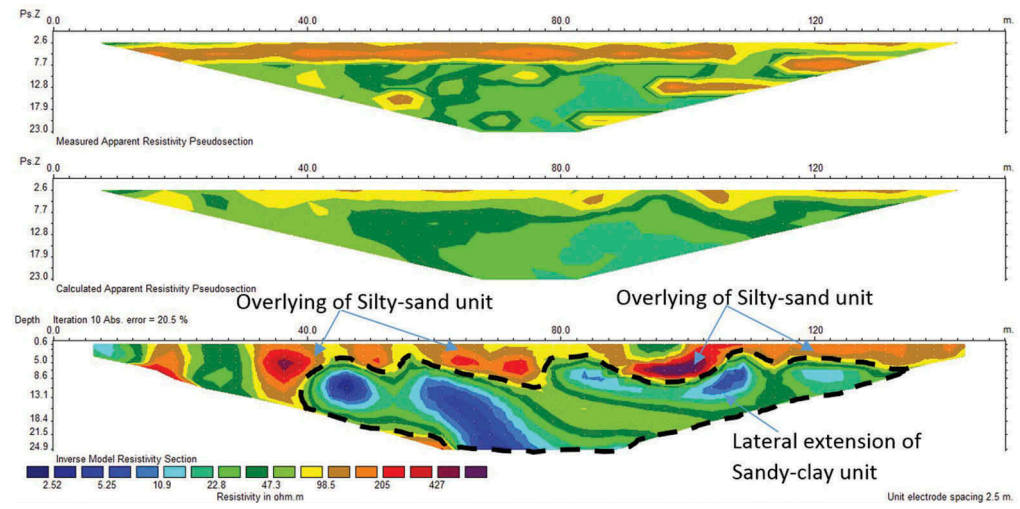 Ps.Z 0.0 40.0 80.0 120 m.
2.6
7.7
12.8
17.9
23.0
Measured Apparent Resistivity Pseudosection
Ps.Z 0.0 40.0 80.0 120 m.
2.6
7.7
12.8
17.9
23.0
Calculated Apparent Resistivity Pseudosection
Overlying of Silty-sand unit
Overlying of Silty-sand unit
Depth Iteration 10 Abs. error = 20.5 %
0.0 40.0 80.0 120 m.
0.6
5.0
8.6
13.1
18.4
21.5
24.9
Lateral extension of
Sandy-clay unit
Inverse Model Resistivity Section
2.52 5.25 10.9 22.8 47.3 98.5 205 427
Resistivity in ohm.m
Unit electrode spacing 2.5 m.